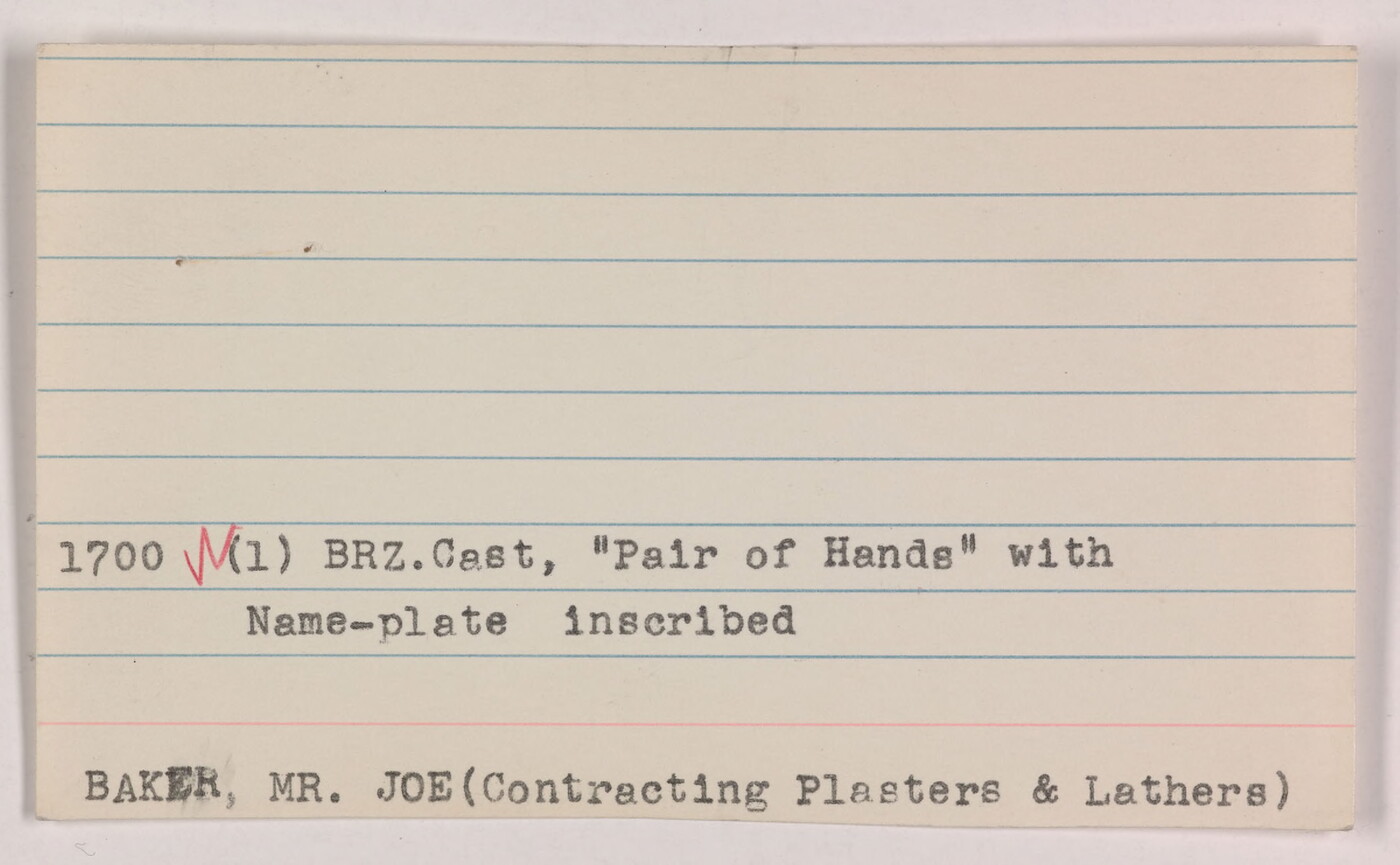 1700 (1) BRZ.Cast, "Pair of Hands" with
Name-plate inscribed
BAKER, MR. JOE(Contracting Plasters & Lathers)